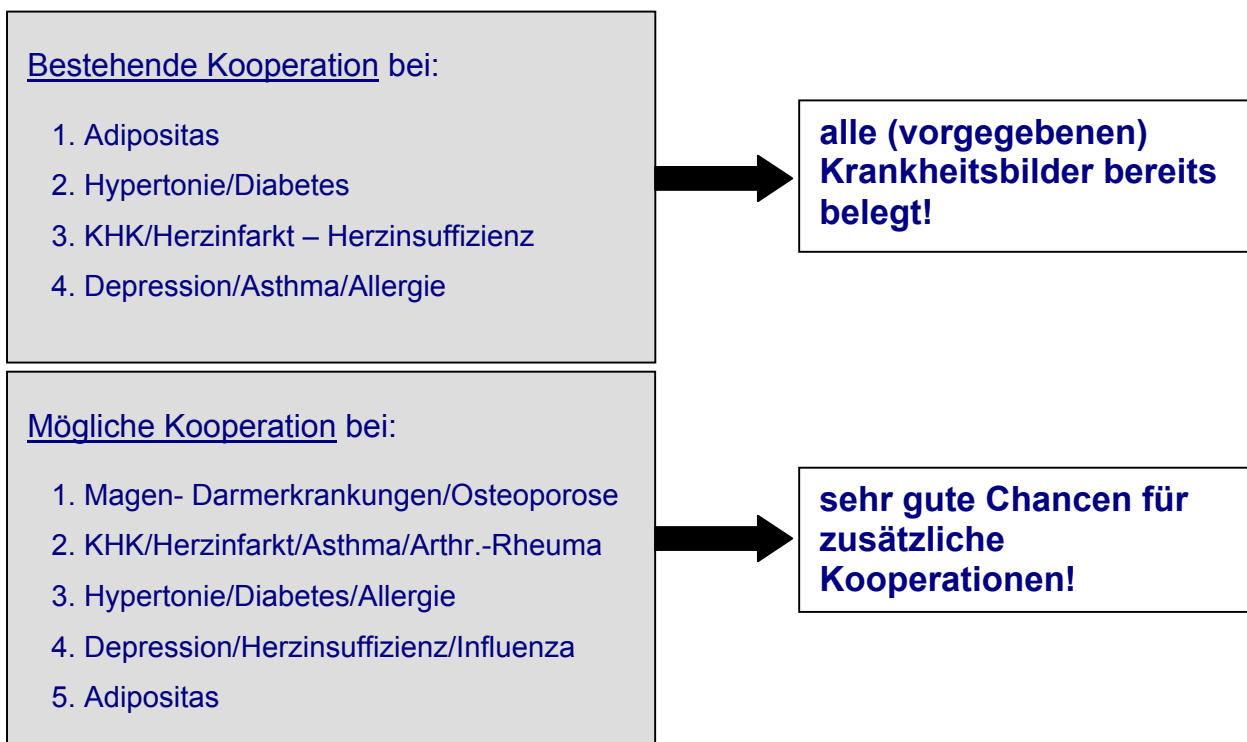 Bestehende Kooperation bei:
1. Adipositas
2. Hypertonie/Diabetes
3. KHK/Herzinfarkt – Herzinsuffizienz
4. Depression/Asthma/Allergie
alle (vorgegebenen)
Krankheitsbilder bereits
belegt!
Mögliche Kooperation bei:
1. Magen- Darmerkrankungen/Osteoporose
2. KHK/Herzinfarkt/Asthma/Arthr.-Rheuma
3. Hypertonie/Diabetes/Allergie
4. Depression/Herzinsuffizienz/Influenza
5. Adipositas
sehr gute Chancen für
zusätzliche
Kooperationen!